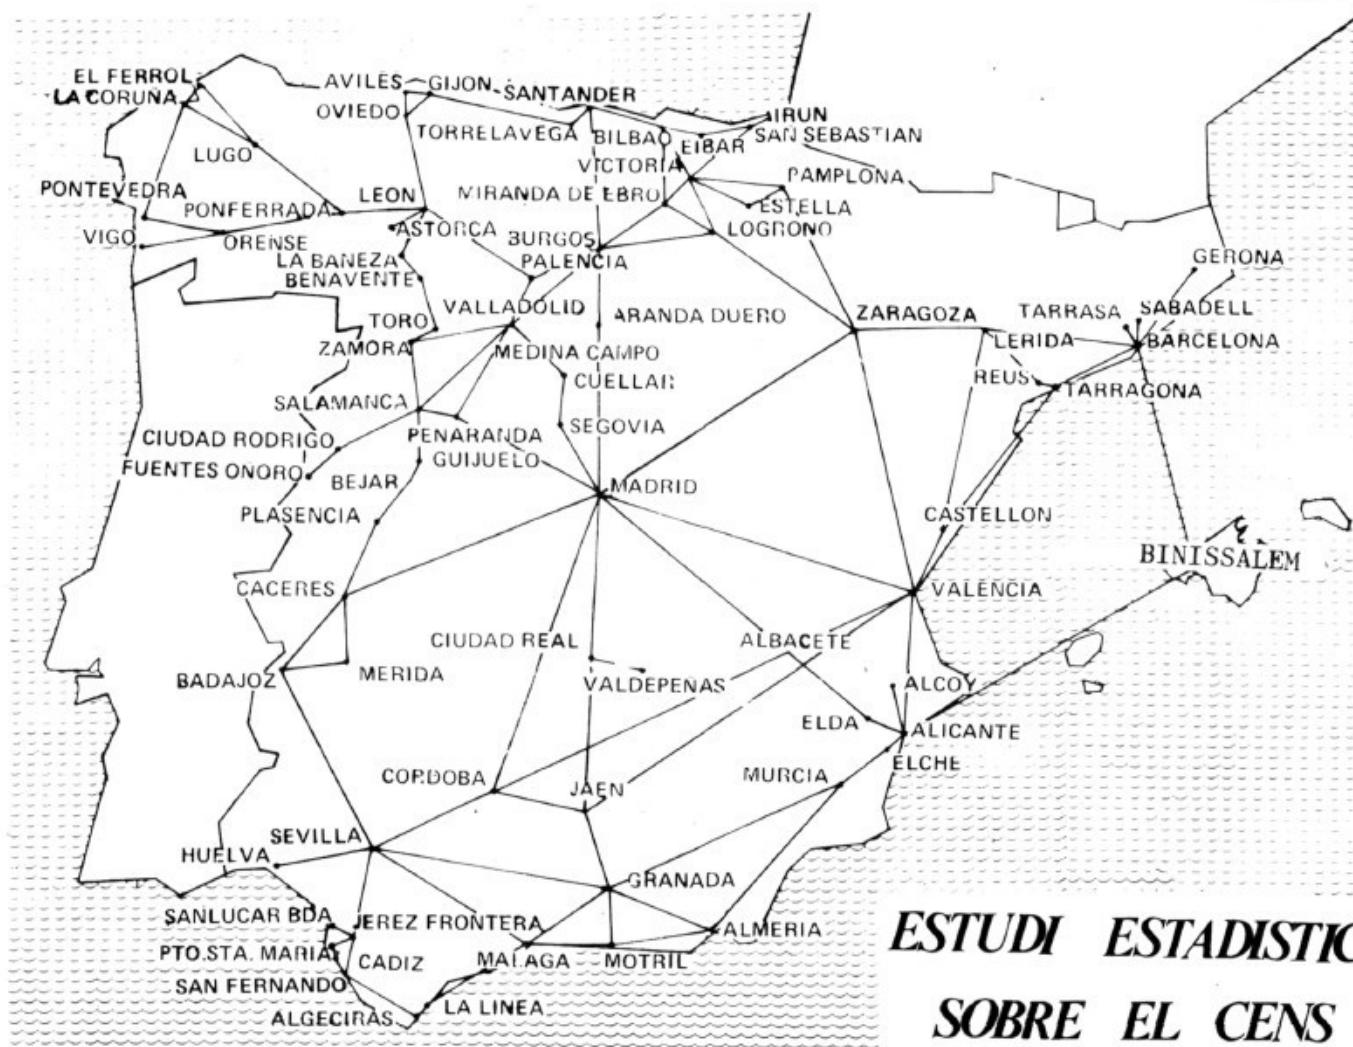 EL FERROL
LA CORUÑA
AVILES
GIJON
SANTANDER
IRUN
OVIEDO
TORRELAVEGA
BILBAO
EIBAR
SAN SEBASTIAN
LUGO
VICTORIA
PAMPLONA
PONTEVEDRA
PONFERRADA
LEON
MIRANDA DE EBRO
ESTELLA
VIGO
ORENSE
ASTORCA
BURGOS
LOGROÑO
LA BAÑEZA
PALENCIA
GERONA
BENAVENTE
VALLADOLID
ARANDA DUERO
ZARAGOZA
TARRASA
SABADELL
TORO
ZAMORA
MEDINA CAMPO
LERIDA
BARCELONA
CUELLAR
REUS
TARRAGONA
SALAMANCA
PEÑARANDA
SEGOVIA
CIUDAD RODRIGO
GUIJUELO
FUENTES ONORO
BEJAR
MADRID
PLASENCIA
CASTELLON
BINISSALEM
CACERES
VALENCIA
CIUDAD REAL
ALBACETE
BADAJOZ
MERIDA
VALDEPEÑAS
ALCOY
ELDA
ALICANTE
CORDOBA
JAEN
MURCIA
ELCHE
SEVILLA
HUELVA
GRANADA
SANLUCAR BDA
JEREZ FRONTERA
ALMERIA
PTO.STA. MARIA
CADIZ
MALAGA
MOTRIL
SAN FERNANDO
ALGECIRAS
LA LINEA
ESTUDI ESTADISTIC
SOBRE EL CENS